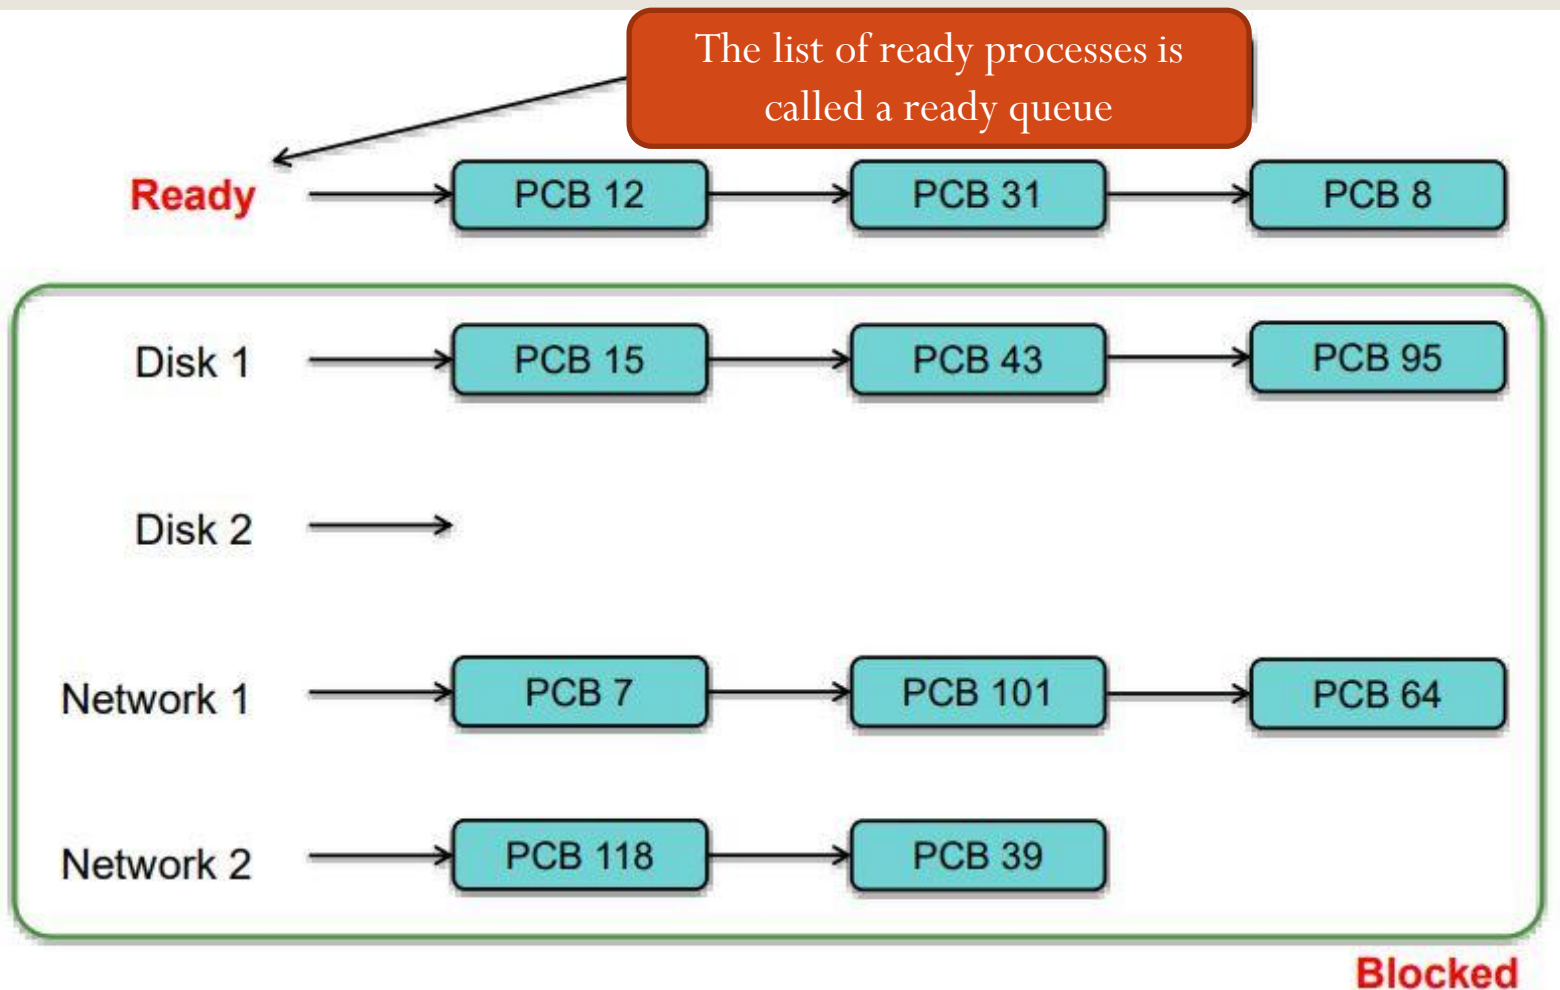 The list of ready processes is
called a ready queue
Ready
PCB 12
PCB 31
PCB 8
Disk 1
PCB 15
PCB 43
PCB 95
Disk 2
Network 1
PCB 7
PCB 101
PCB 64
Network 2
PCB 118
PCB 39
Blocked